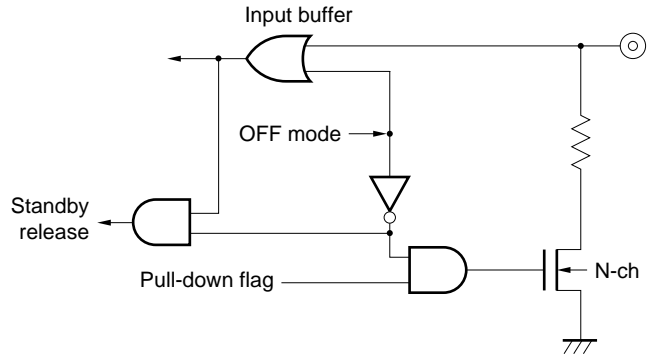 Input buffer
OFF mode
Standby
release
Pull-down flag
N-ch